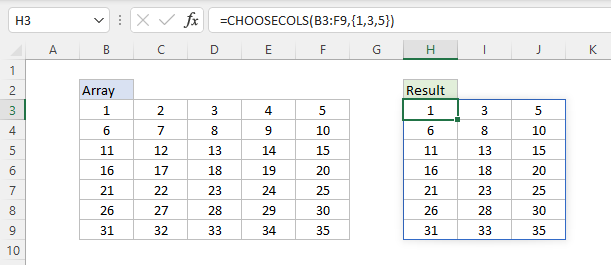 H3 fx =CHOOSECOLS(B3:F9,{1,3,5})
A B C D E F G H I J K
1
2 Array Result
3 1 2 3 4 5 1 3 5
4 6 7 8 9 10 6 8 10
5 11 12 13 14 15 11 13 15
6 16 17 18 19 20 16 18 20
7 21 22 23 24 25 21 23 25
8 26 27 28 29 30 26 28 30
9 31 32 33 34 35 31 33 35
10